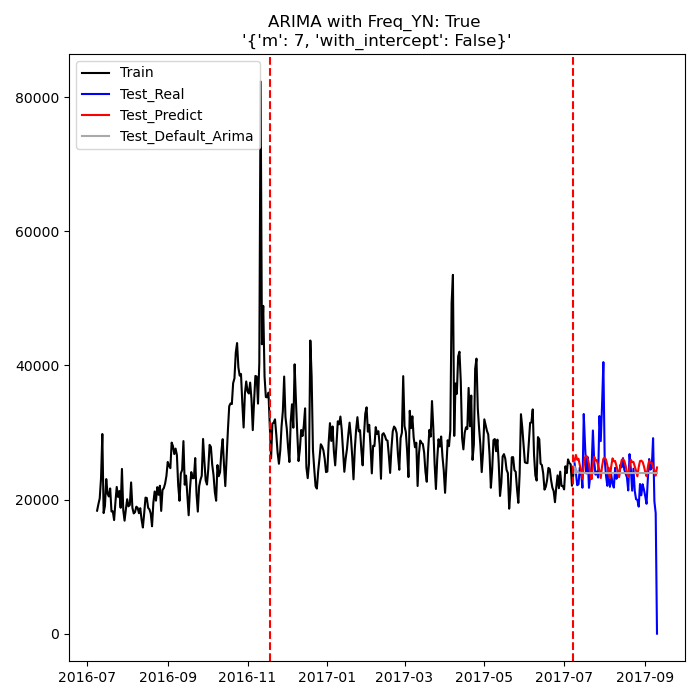 ARIMA with Freq_YN: True
'{'m': 7, 'with_intercept': False}'
Train
Test_Real
Test_Predict
Test_Default_Arima
80000
60000
40000
20000
0
2016-07 2016-09 2016-11 2017-01 2017-03 2017-05 2017-07 2017-09